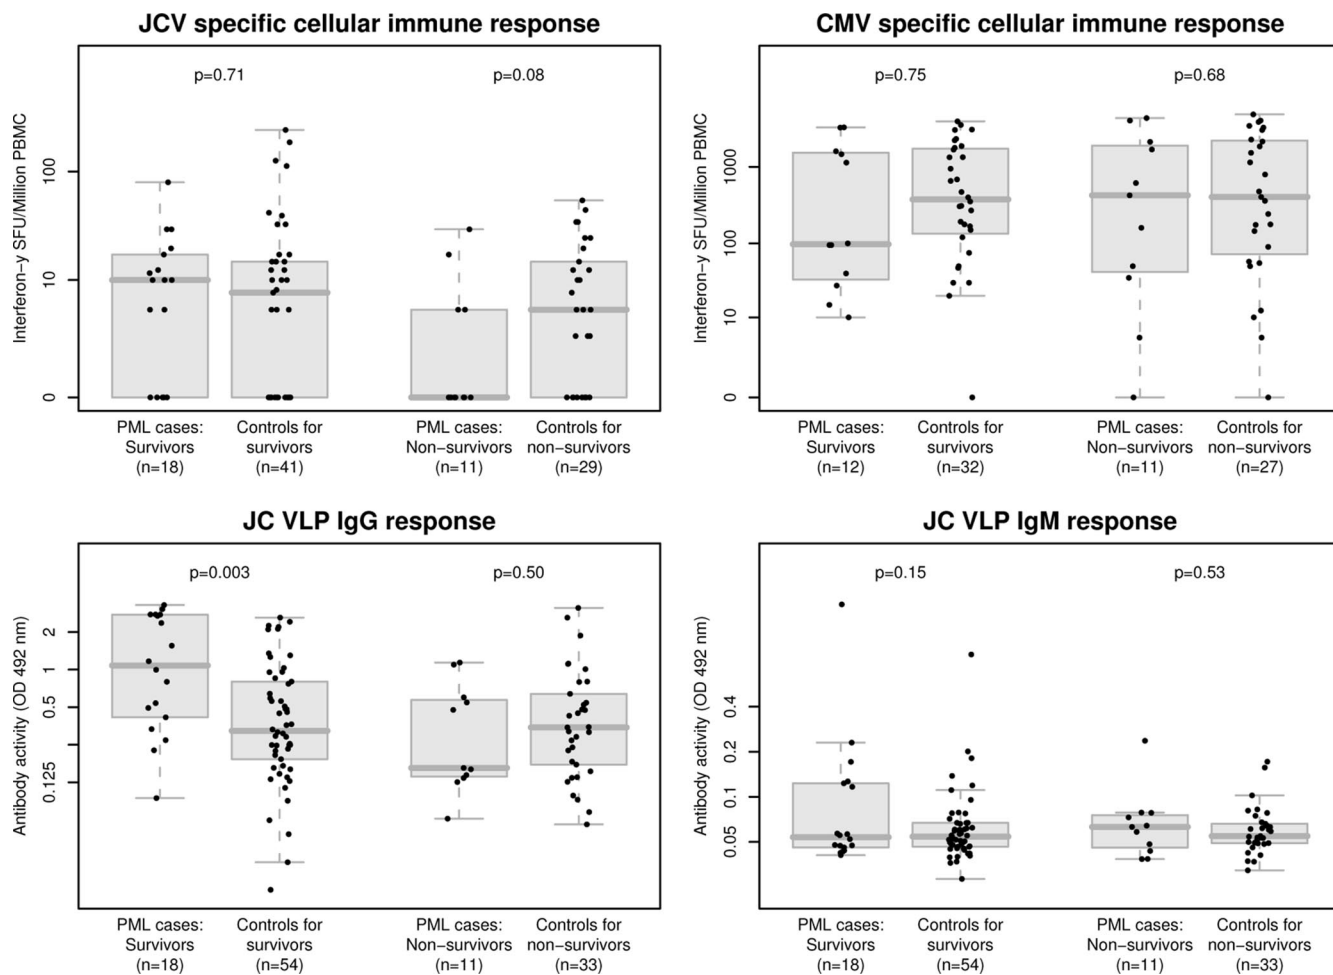 JCV specific cellular immune response
p=0.71
p=0.08
Interferon-y SFU/Million PBMC
100
10
0
PML cases:
Survivors
(n=18)
Controls for
survivors
(n=41)
PML cases:
Non-survivors
(n=11)
Controls for
non-survivors
(n=29)
CMV specific cellular immune response
p=0.75
p=0.68
Interferon-y SFU/Million PBMC
1000
100
10
0
PML cases:
Survivors
(n=12)
Controls for
survivors
(n=32)
PML cases:
Non-survivors
(n=11)
Controls for
non-survivors
(n=27)
JC VLP IgG response
p=0.003
p=0.50
Antibody activity (OD 492 nm)
2
1
0.5
0.125
PML cases:
Survivors
(n=18)
Controls for
survivors
(n=54)
PML cases:
Non-survivors
(n=11)
Controls for
non-survivors
(n=33)
JC VLP IgM response
p=0.15
p=0.53
Antibody activity (OD 492 nm)
0.4
0.2
0.1
0.05
PML cases:
Survivors
(n=18)
Controls for
survivors
(n=54)
PML cases:
Non-survivors
(n=11)
Controls for
non-survivors
(n=33)